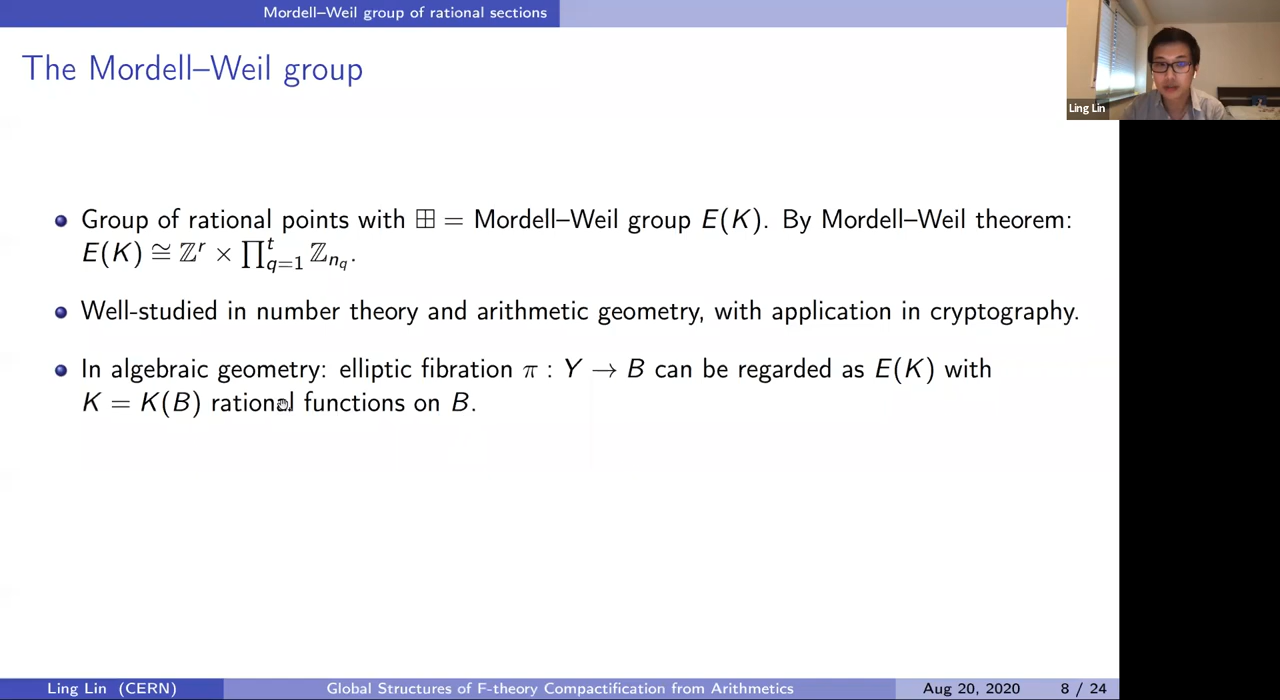 Mordell–Weil group of rational sections
The Mordell–Weil group
Ling Lin
Group of rational points with ⊞ = Mordell–Weil group E(K). By Mordell–Weil theorem:
E(K) ≅ ℤ^r × ∏_{q=1}^t ℤ_{n_q}.
Well-studied in number theory and arithmetic geometry, with application in cryptography.
In algebraic geometry: elliptic fibration π : Y → B can be regarded as E(K) with
K = K(B) rational functions on B.
Ling Lin (CERN) Global Structures of F-theory Compactification from Arithmetics Aug 20, 2020 8 / 24